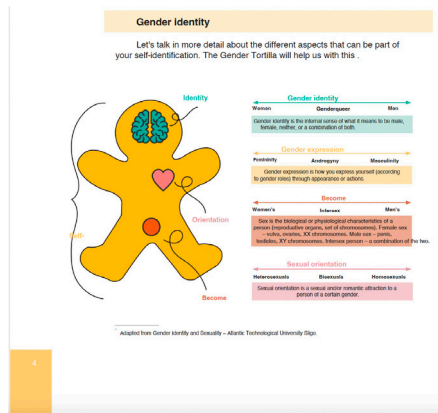 Gender identity
Let's talk in more detail about the different aspects that can be part of
your self-identification. The Gender Tortilla will help us with this .
Identity
Orientation
Self-
Become
Gender identity
Women Genderqueer Men
Gender identity is the internal sense of what it means to be male,
female, neither, or a combination of both.
Gender expression
Femininity Androgyny Masculinity
Gender expression is how you express yourself (according
to gender roles) through appearance or actions.
Become
Women's Intersex Men's
Sex is the biological or physiological characteristics of a
person (reproductive organs, set of chromosomes). Female sex
– vulva, ovaries, XX chromosomes. Male sex – penis,
testicles, XY chromosomes. Intersex person – a combination of the two.
Sexual orientation
Heterosexuals Bisexuals Homosexuals
Sexual orientation is a sexual and/or romantic attraction to a
person of a certain gender.
Adapted from Gender Identity and Sexuality – Atlantic Technological University Sligo.
4